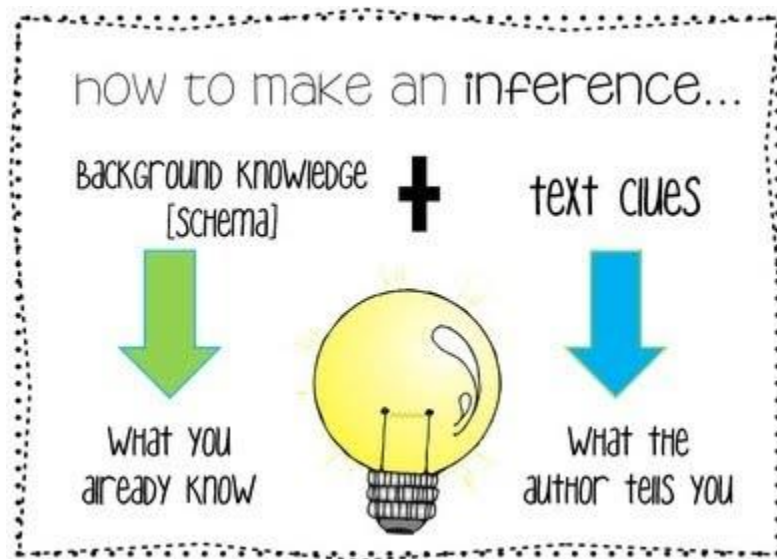 how to make an inference...
Background Knowledge
[schema]
+
text clues
What you
already know
What the
author tells you